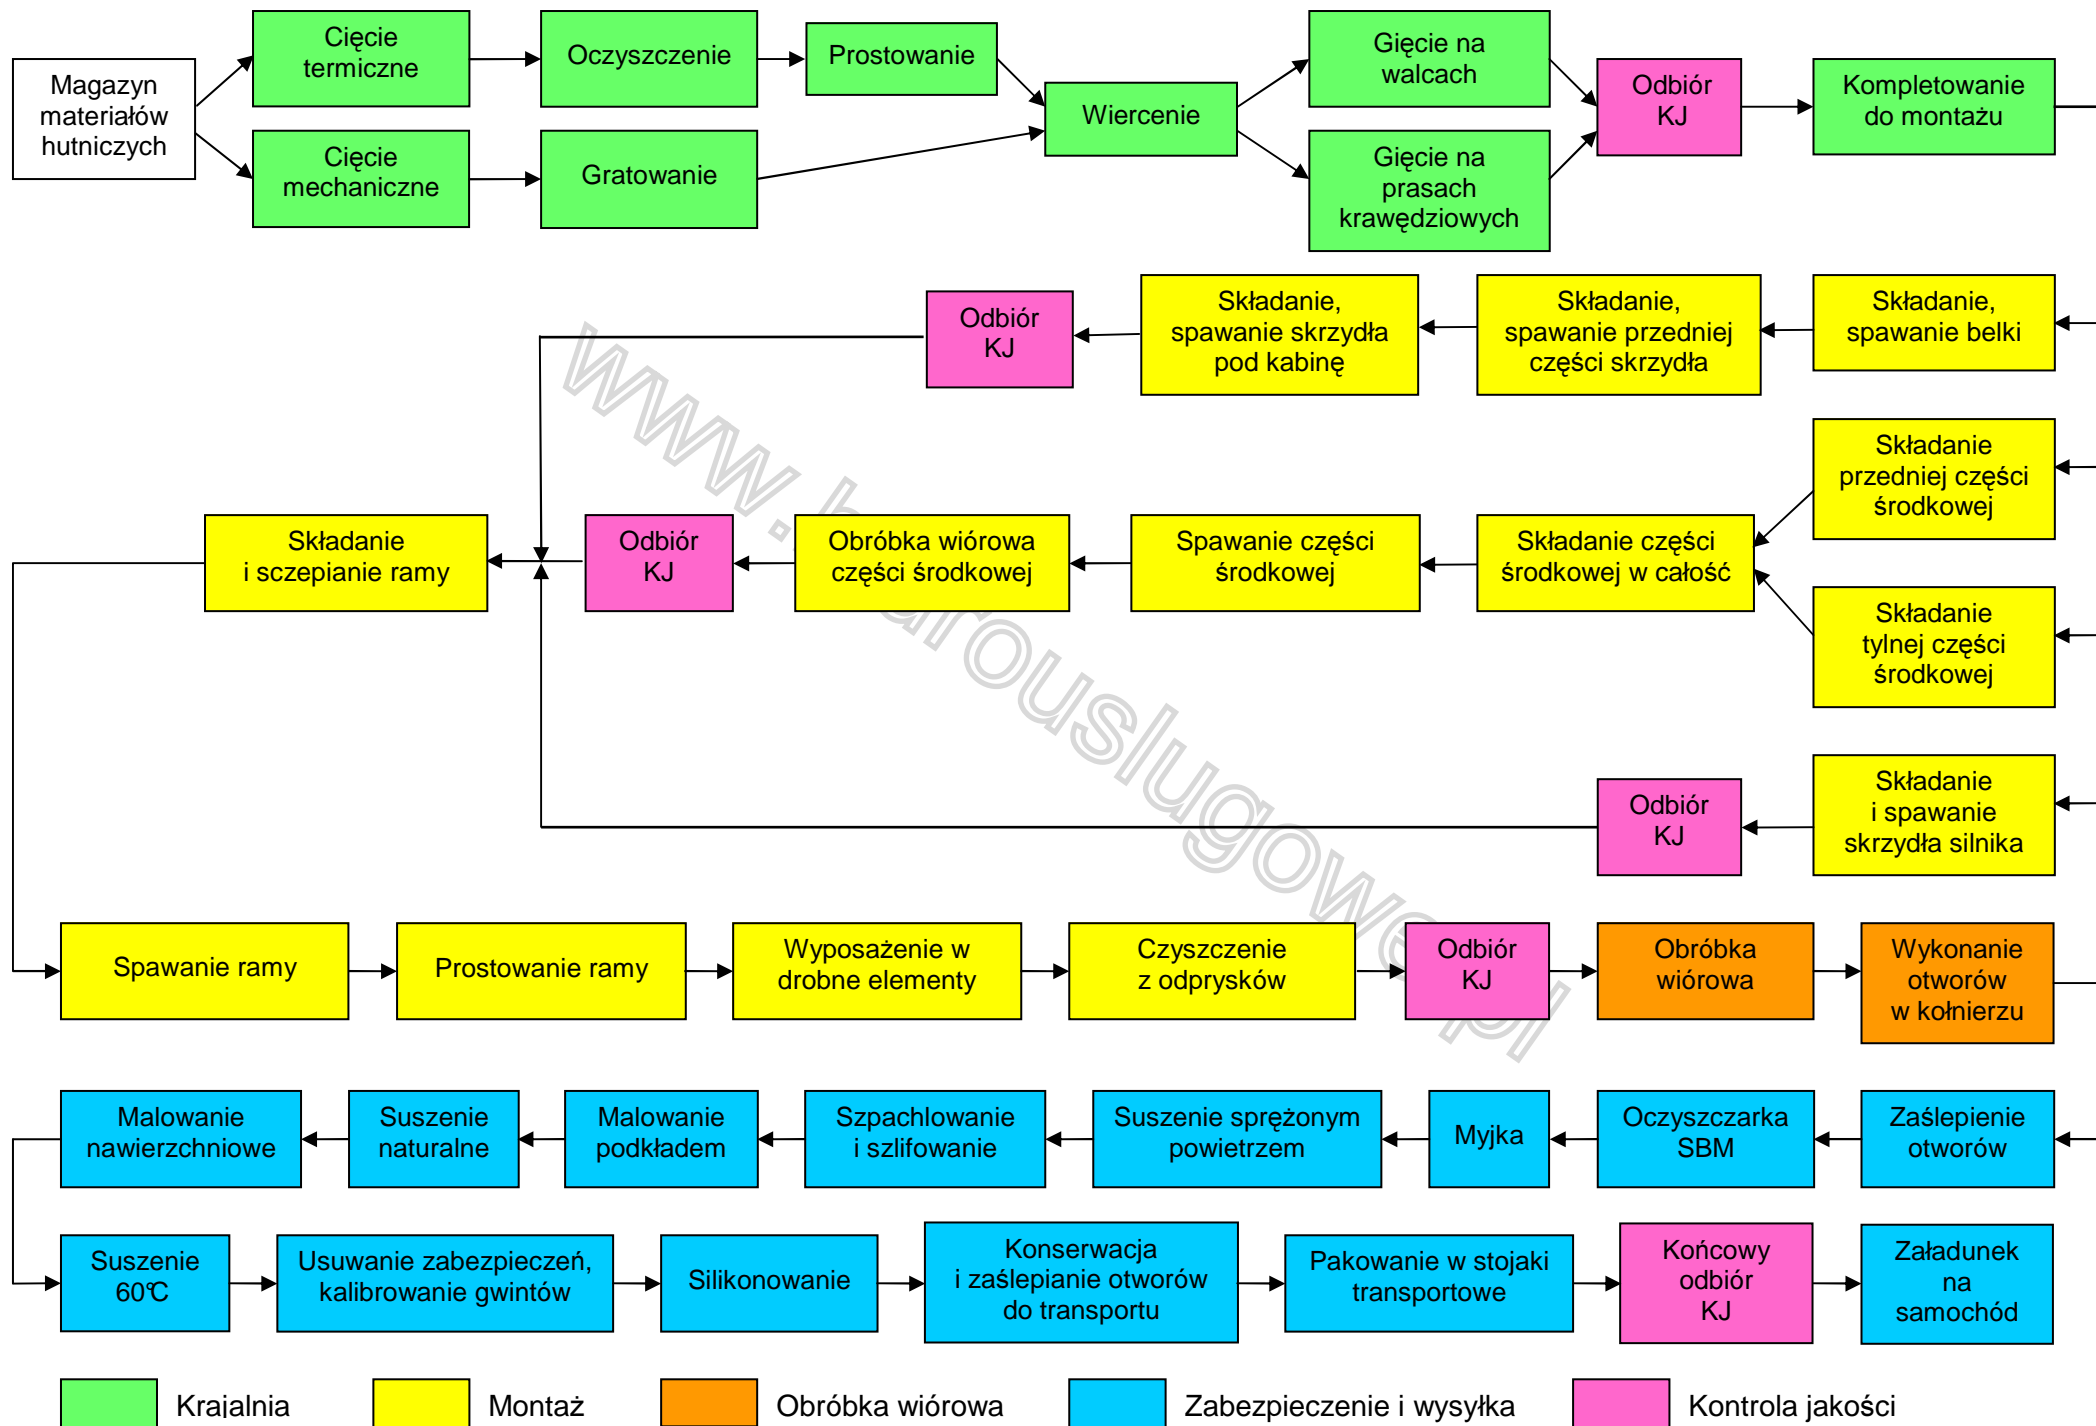 Magazyn
materiałów
hutniczych
Cięcie
termiczne
Oczyszczenie
Prostowanie
Cięcie
mechaniczne
Gratowanie
Wiercenie
Gięcie na
walcach
Gięcie na
prasach
krawędziowych
Odbiór
KJ
Kompletowanie
do montażu
Odbiór
KJ
Składanie,
spawanie skrzydła
pod kabinę
Składanie,
spawanie przedniej
części skrzydła
Składanie,
spawanie belki
Składanie
przedniej części
środkowej
Składanie
i sczepianie ramy
Odbiór
KJ
Obróbka wiórowa
części środkowej
Spawanie części
środkowej
Składanie części
środkowej w całość
Składanie
tylnej części
środkowej
Odbiór
KJ
Składanie
i spawanie
skrzydła silnika
Spawanie ramy
Prostowanie ramy
Wyposażenie w
drobne elementy
Czyszczenie
z odprysków
Odbiór
KJ
Obróbka
wiórowa
Wykonanie
otworów
w kołnierzu
Malowanie
nawierzchniowe
Suszenie
naturalne
Malowanie
podkładem
Szpachlowanie
i szlifowanie
Suszenie sprężonym
powietrzem
Myjka
Oczyszczarka
SBM
Zaślepienie
otworów
Suszenie
60°C
Usuwanie zabezpieczeń,
kalibrowanie gwintów
Silikonowanie
Konserwacja
i zaślepianie otworów
do transportu
Pakowanie w stojaki
transportowe
Końcowy
odbiór
KJ
Załadunek
na
samochód
Krajalnia
Montaż
Obróbka wiórowa
Zabezpieczenie i wysyłka
Kontrola jakości